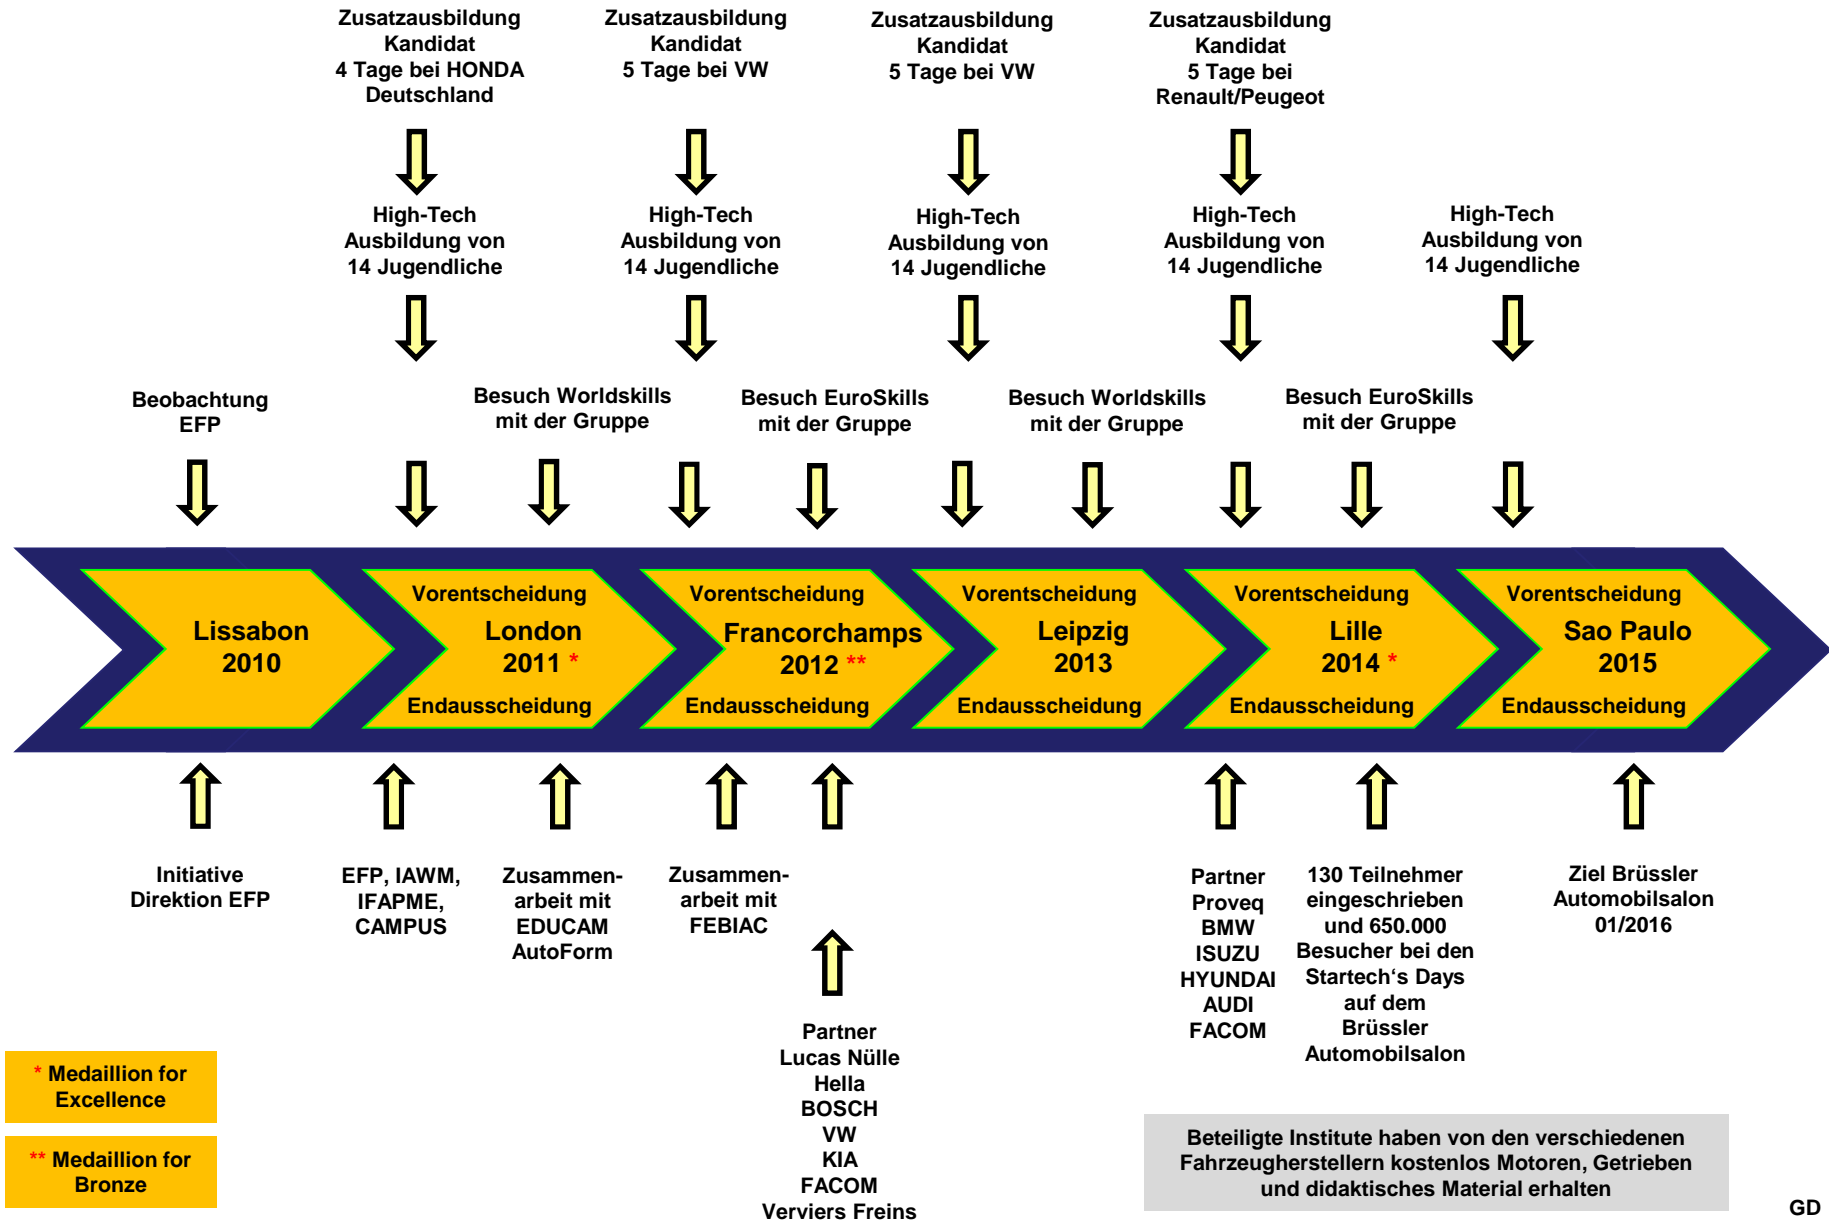 Zusatzausbildung
Kandidat
4 Tage bei HONDA
Deutschland
Zusatzausbildung
Kandidat
5 Tage bei VW
Zusatzausbildung
Kandidat
5 Tage bei VW
Zusatzausbildung
Kandidat
5 Tage bei
Renault/Peugeot
High-Tech
Ausbildung von
14 Jugendliche
High-Tech
Ausbildung von
14 Jugendliche
High-Tech
Ausbildung von
14 Jugendliche
High-Tech
Ausbildung von
14 Jugendliche
High-Tech
Ausbildung von
14 Jugendliche
Beobachtung
EFP
Besuch Worldskills
mit der Gruppe
Besuch EuroSkills
mit der Gruppe
Besuch Worldskills
mit der Gruppe
Besuch EuroSkills
mit der Gruppe
Lissabon
2010
Vorentscheidung
London
2011 *
Endausscheidung
Vorentscheidung
Francorchamps
2012 **
Endausscheidung
Vorentscheidung
Leipzig
2013
Endausscheidung
Vorentscheidung
Lille
2014 *
Endausscheidung
Vorentscheidung
Sao Paulo
2015
Endausscheidung
Initiative
Direktion EFP
EFP, IAWM,
IFAPME,
CAMPUS
Zusammen-
arbeit mit
EDUCAM
AutoForm
Zusammen-
arbeit mit
FEBIAC
Partner
Lucas Nülle
Hella
BOSCH
VW
KIA
FACOM
Verviers Freins
Partner
Proveq
BMW
ISUZU
HYUNDAI
AUDI
FACOM
130 Teilnehmer
eingeschrieben
und 650.000
Besucher bei den
Startech‘s Days
auf dem
Brüssler
Automobilsalon
Ziel Brüssler
Automobilsalon
01/2016
* Medaillion for
Excellence
** Medaillion for
Bronze
Beteiligte Institute haben von den verschiedenen
Fahrzeugherstellern kostenlos Motoren, Getrieben
und didaktisches Material erhalten
GD